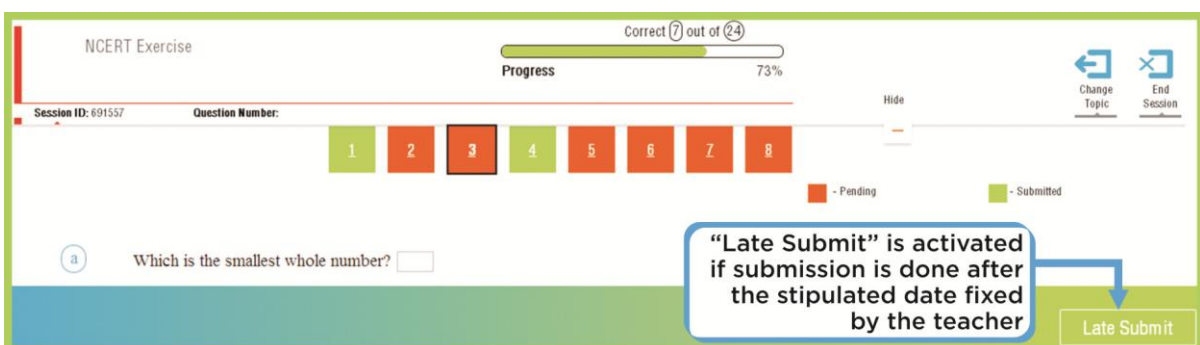 NCERT Exercise
Correct 7 out of 24
Progress 73%
Change Topic
End Session
Hide
Session ID: 691557 Question Number:
1 2 3 4 5 6 7 8
- Pending - Submitted
a Which is the smallest whole number?
"Late Submit" is activated
if submission is done after
the stipulated date fixed
by the teacher
Late Submit